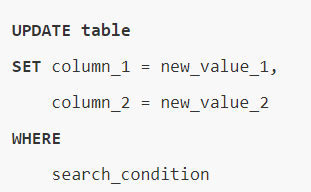 UPDATE table
SET column_1 = new_value_1,
column_2 = new_value_2
WHERE
search_condition